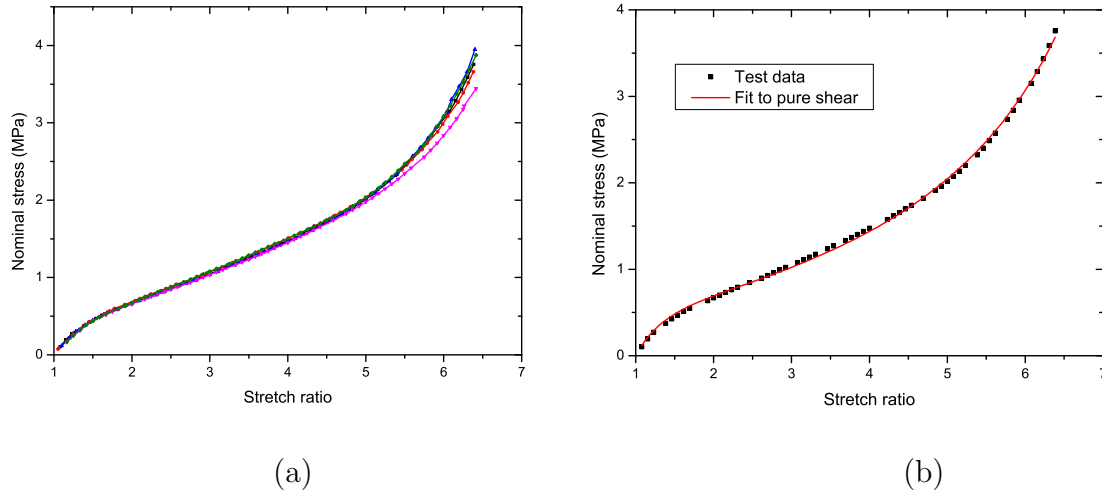 4
3
2
1
0
Nominal stress (MPa)
1 2 3 4 5 6 7
Stretch ratio
(a)
4
3
2
1
0
Nominal stress (MPa)
Test data
Fit to pure shear
1 2 3 4 5 6 7
Stretch ratio
(b)